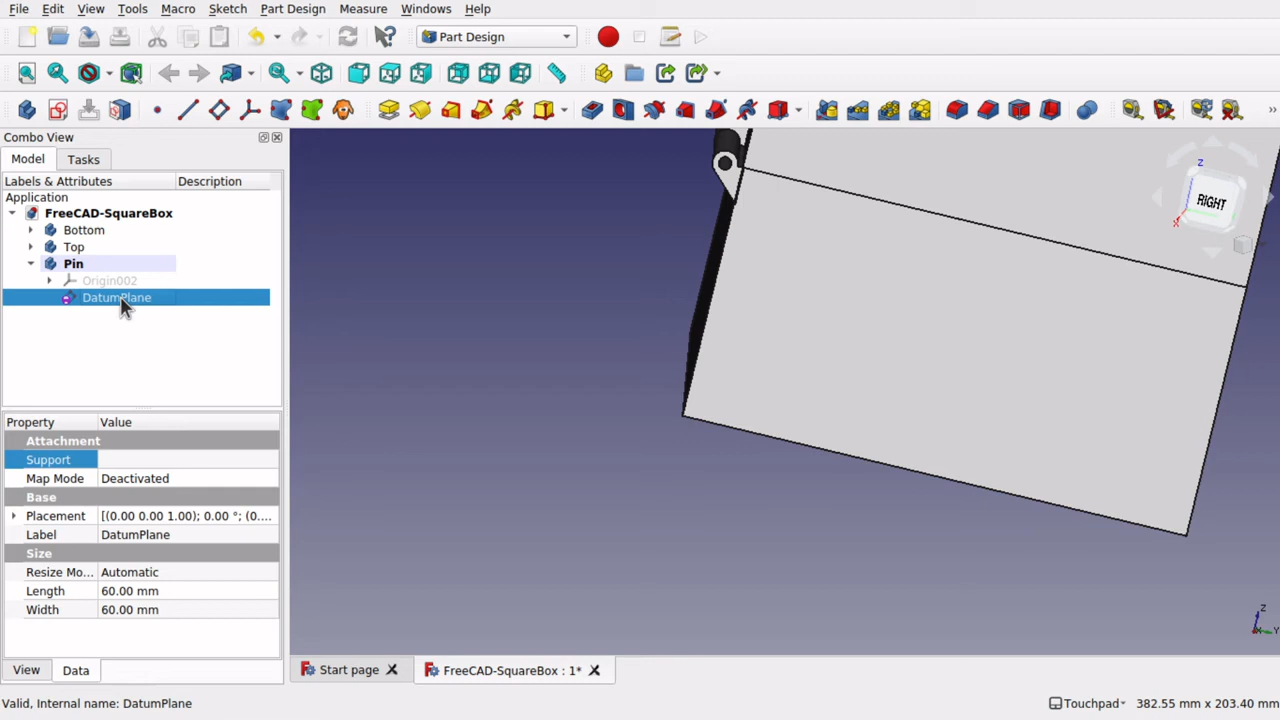 File Edit View Tools Macro Sketch Part Design Measure Windows Help
Part Design
Combo View
Model Tasks
Labels & Attributes Description
Application
FreeCAD-SquareBox
Bottom
Top
Pin
Origin002
DatumPlane
Property Value
Attachment
Support
Map Mode Deactivated
Base
Placement [(0.00 0.00 1.00); 0.00 °; (0....
Label DatumPlane
Size
Resize Mo... Automatic
Length 60.00 mm
Width 60.00 mm
View Data
Z
RIGHT
X
Z
X Y
Start page FreeCAD-SquareBox : 1*
Valid, Internal name: DatumPlane Touchpad 382.55 mm x 203.40 mm